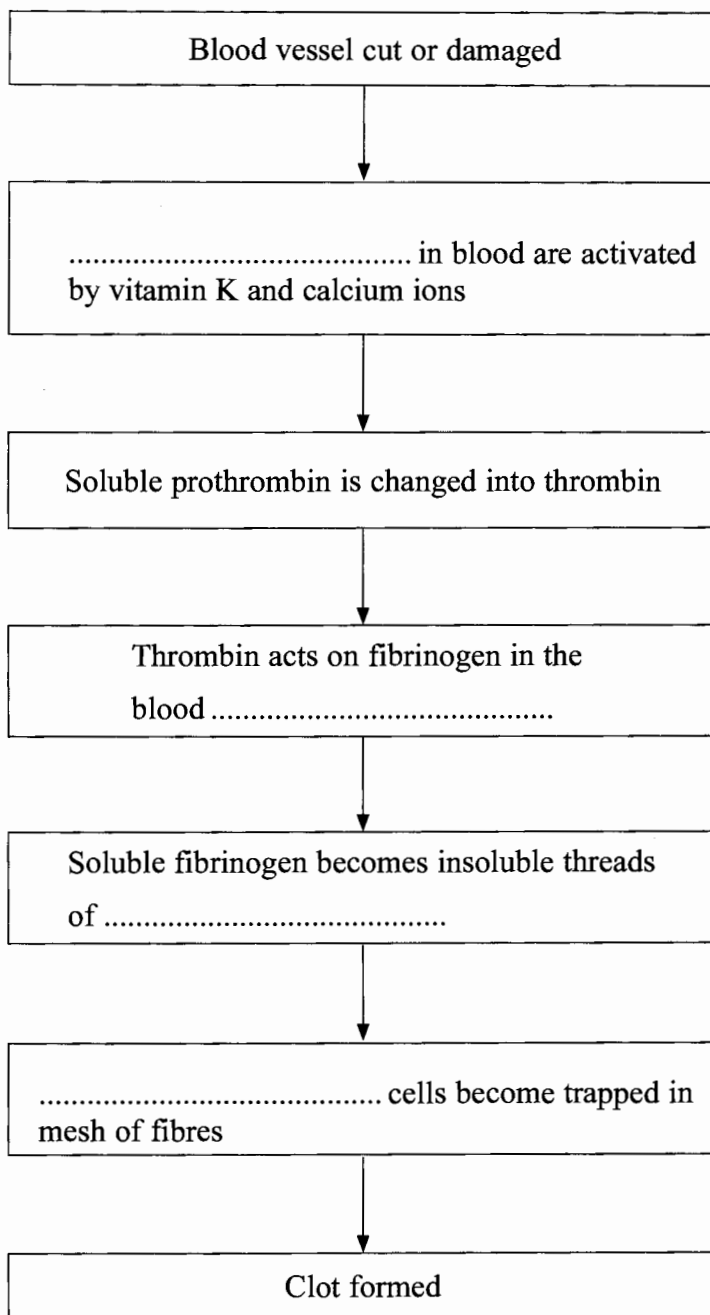 Blood vessel cut or damaged
........................................... in blood are activated
by vitamin K and calcium ions
Soluble prothrombin is changed into thrombin
Thrombin acts on fibrinogen in the
blood ...........................................
Soluble fibrinogen becomes insoluble threads
of ...........................................
........................................... cells become trapped in
mesh of fibres
Clot formed